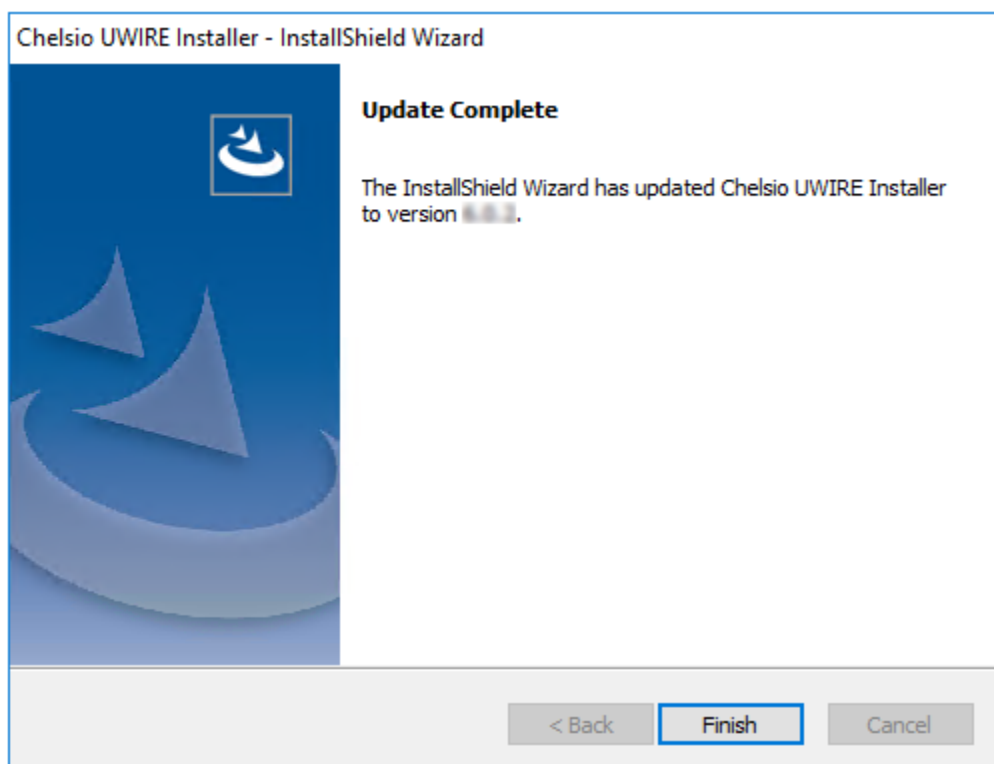 Chelsio UWIRE Installer - InstallShield Wizard
Update Complete
The InstallShield Wizard has updated Chelsio UWIRE Installer
to version .
< Back
Finish
Cancel